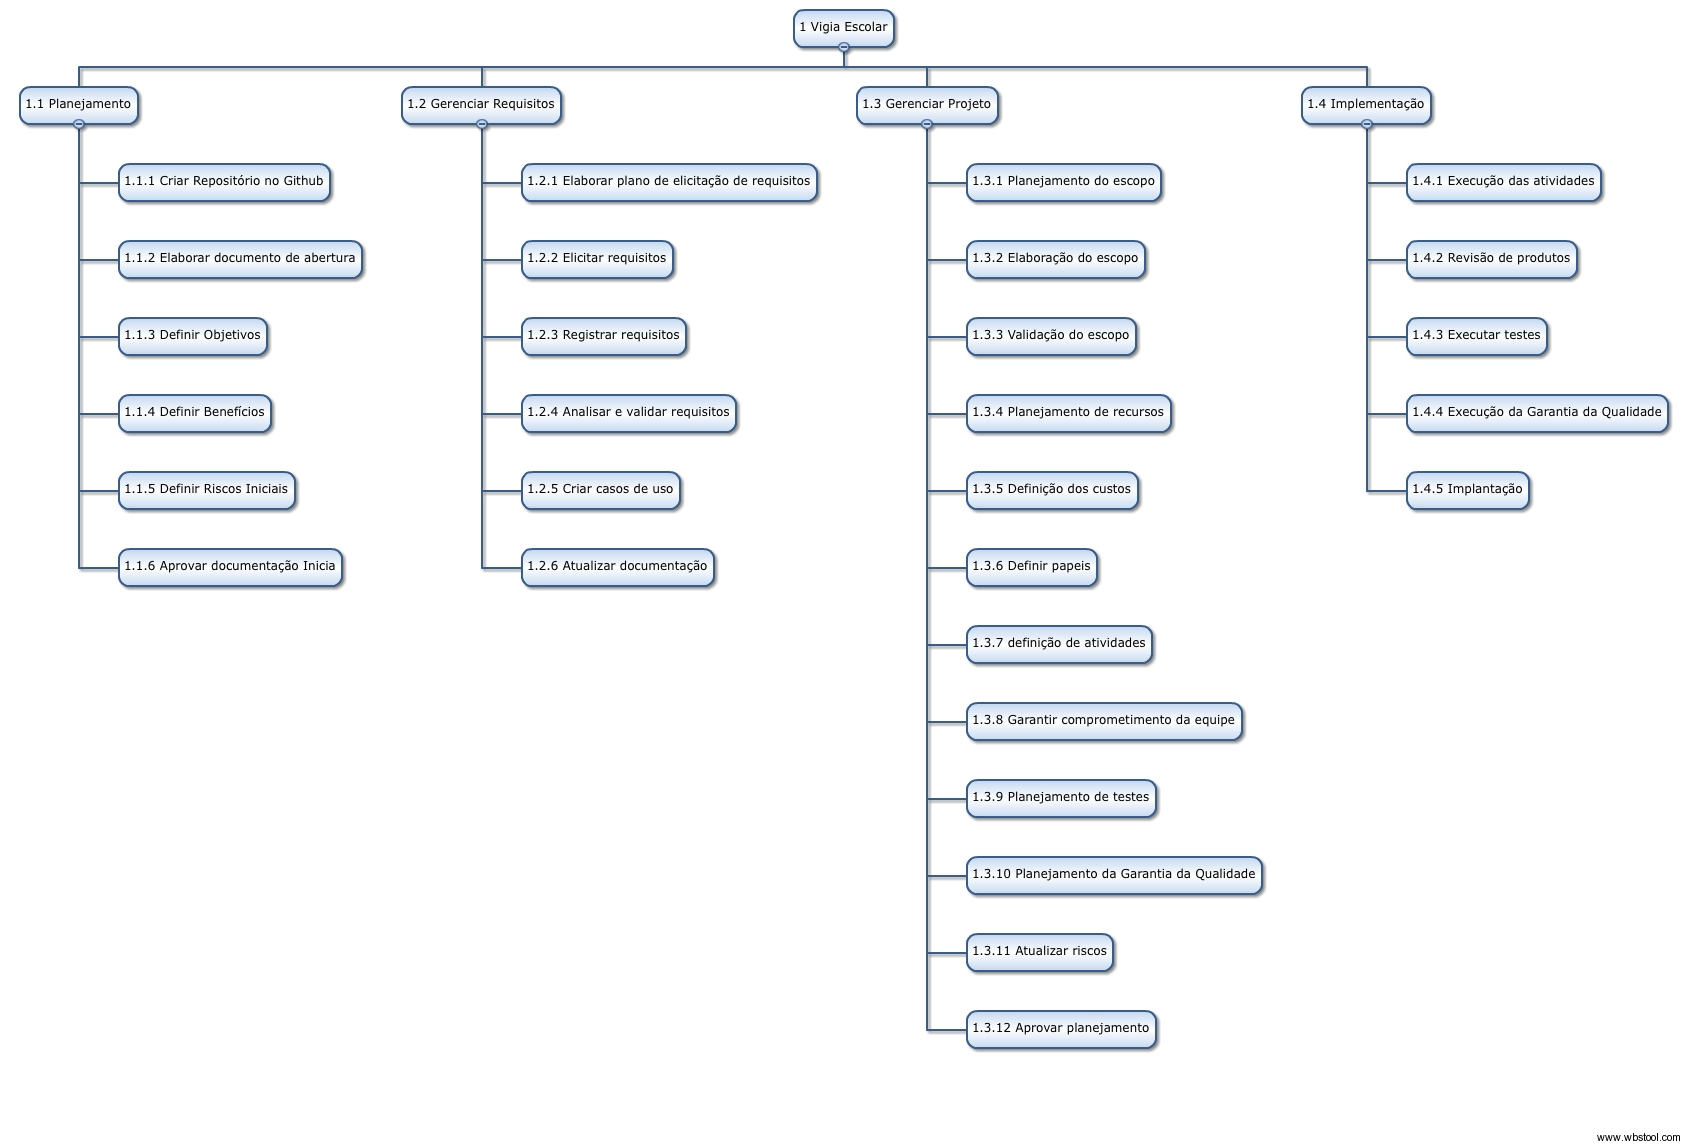 1 Vigia Escolar
1.1 Planejamento
1.1.1 Criar Repositório no Github
1.1.2 Elaborar documento de abertura
1.1.3 Definir Objetivos
1.1.4 Definir Benefícios
1.1.5 Definir Riscos Iniciais
1.1.6 Aprovar documentação Inicia
1.2 Gerenciar Requisitos
1.2.1 Elaborar plano de elicitação de requisitos
1.2.2 Elicitar requisitos
1.2.3 Registrar requisitos
1.2.4 Analisar e validar requisitos
1.2.5 Criar casos de uso
1.2.6 Atualizar documentação
1.3 Gerenciar Projeto
1.3.1 Planejamento do escopo
1.3.2 Elaboração do escopo
1.3.3 Validação do escopo
1.3.4 Planejamento de recursos
1.3.5 Definição dos custos
1.3.6 Definir papeis
1.3.7 definição de atividades
1.3.8 Garantir comprometimento da equipe
1.3.9 Planejamento de testes
1.3.10 Planejamento da Garantia da Qualidade
1.3.11 Atualizar riscos
1.3.12 Aprovar planejamento
1.4 Implementação
1.4.1 Execução das atividades
1.4.2 Revisão de produtos
1.4.3 Executar testes
1.4.4 Execução da Garantia da Qualidade
1.4.5 Implantação
www.wbstool.com